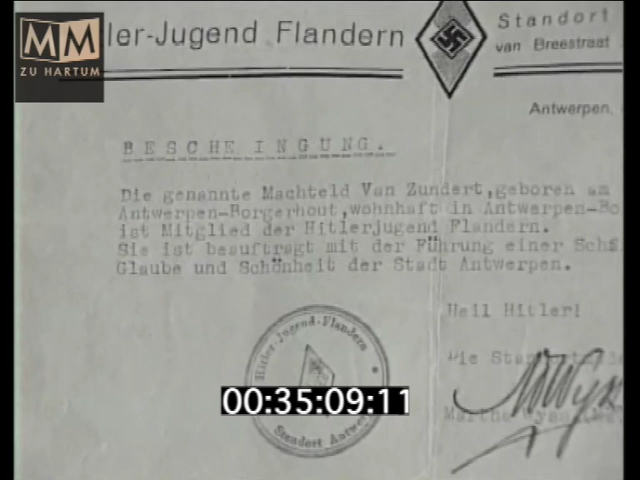 MM
ZU HARTUM
ler-Jugend Flandern
Standort
van Breestraat
Antwerpen,
BESCHEINGUNG.
Die genannte Machteld Van Zundert,geboren am
Antwerpen-Borgerhout,wohnhaft in Antwerpen-Bo
ist Mitglied der Hitlerjugend Flandern.
Sie ist beauftragt mit der Führung einer
Glaube und Schönheit der Stadt Antwerpen.
Heil Hitler!
Die
Hitler-Jugend-Flandern
00:35:09:11
Standort Antwer